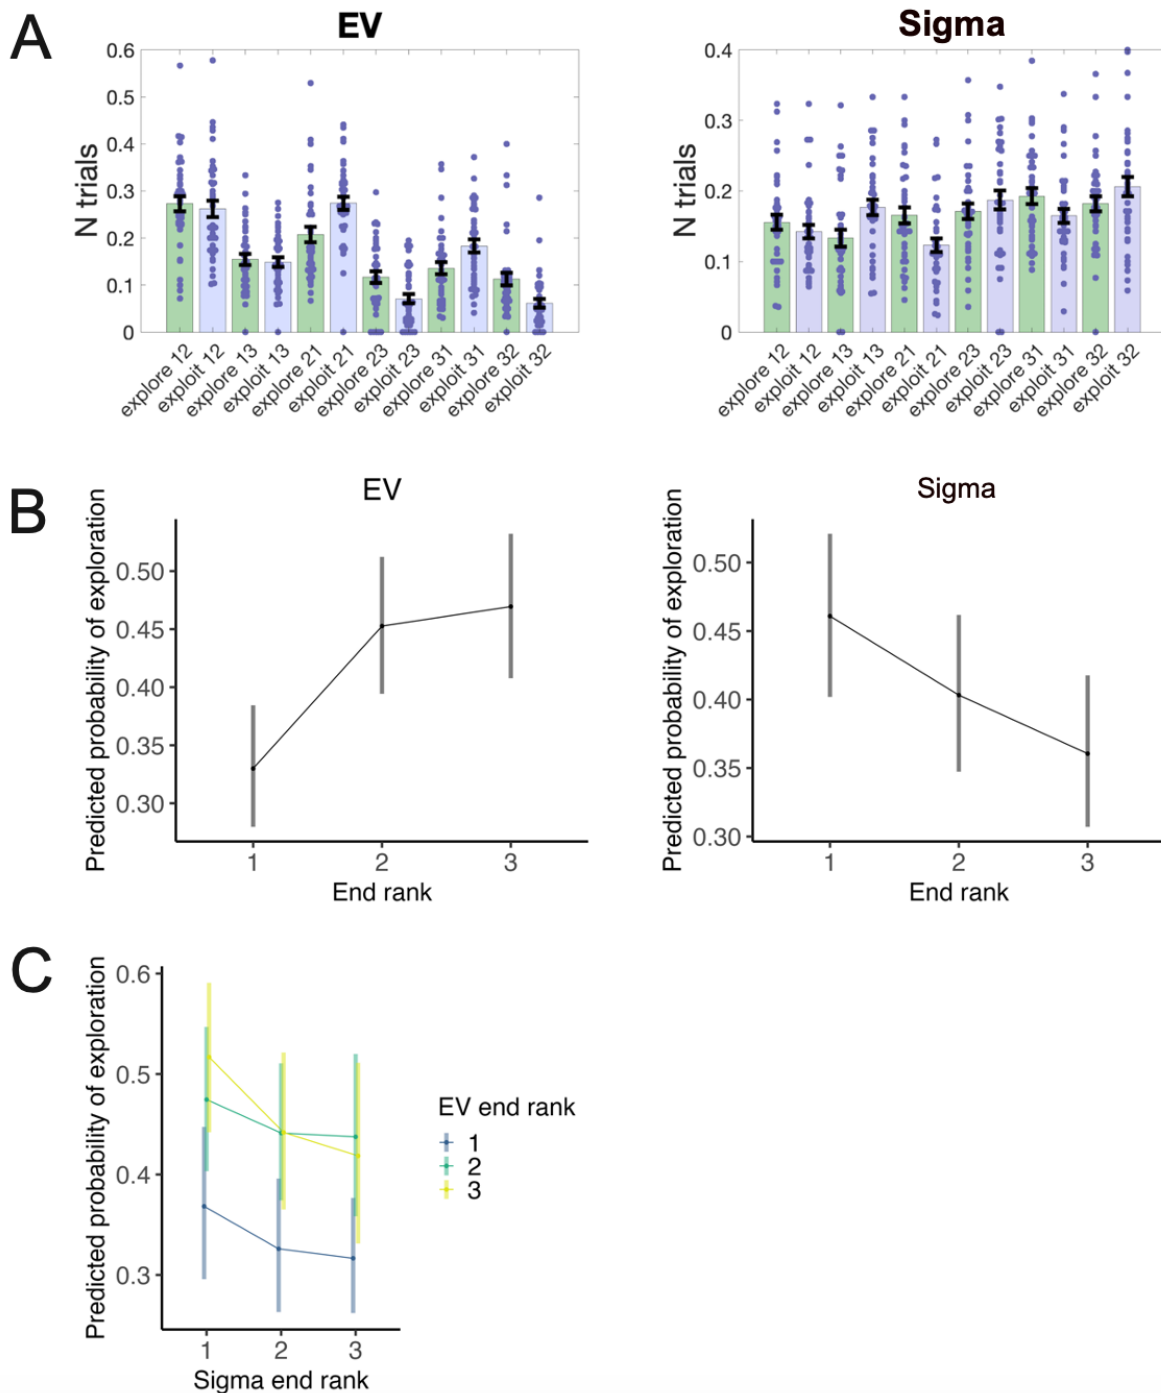 A
EV
Sigma
N trials
0.6
0.5
0.4
0.3
0.2
0.1
0
explore 12
exploit 12
explore 13
exploit 13
explore 21
exploit 21
explore 23
exploit 23
explore 31
exploit 31
explore 32
exploit 32
N trials
0.4
0.3
0.2
0.1
0
explore 12
exploit 12
explore 13
exploit 13
explore 21
exploit 21
explore 23
exploit 23
explore 31
exploit 31
explore 32
exploit 32
B
EV
Predicted probability of exploration
0.50
0.45
0.40
0.35
0.30
1 2 3
End rank
Sigma
Predicted probability of exploration
0.50
0.45
0.40
0.35
0.30
1 2 3
End rank
C
Predicted probability of exploration
0.6
0.5
0.4
0.3
1 2 3
Sigma end rank
EV end rank
1
2
3